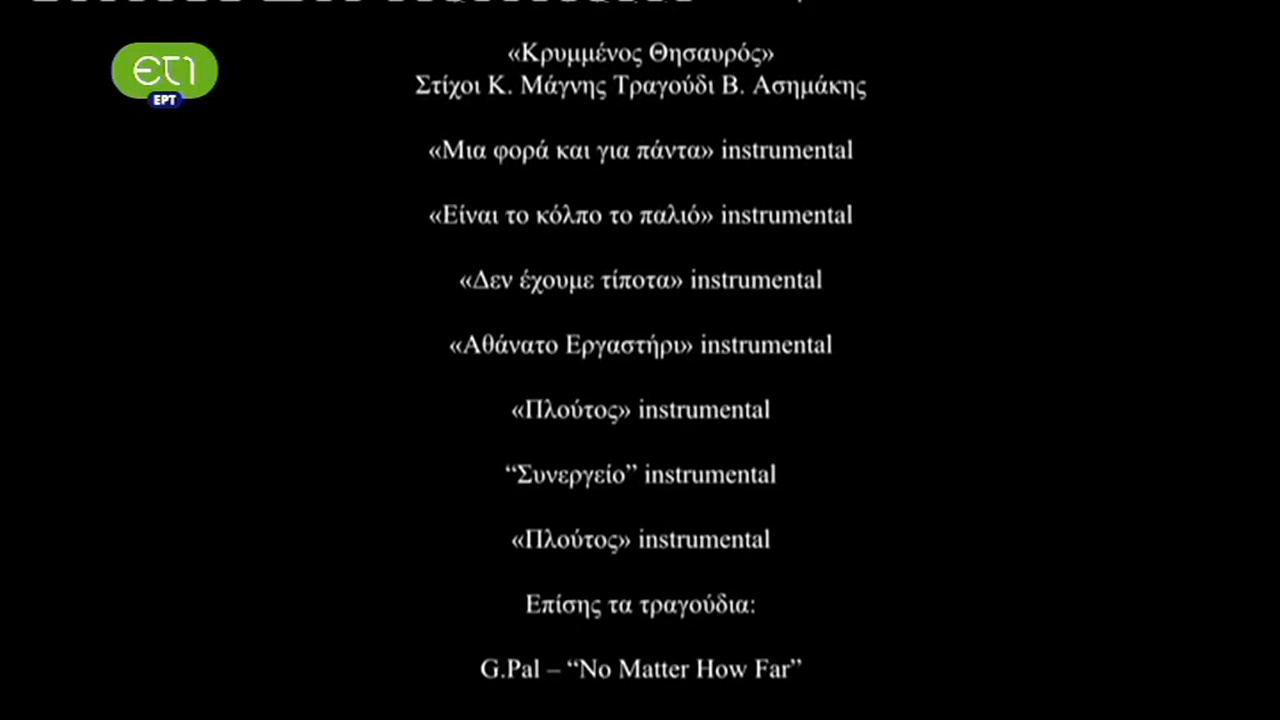 ετ1
ΕΡΤ
«Κρυμμένος Θησαυρός»
Στίχοι Κ. Μάγνης Τραγούδι Β. Ασημάκης
«Μια φορά και για πάντα» instrumental
«Είναι το κόλπο το παλιό» instrumental
«Δεν έχουμε τίποτα» instrumental
«Αθάνατο Εργαστήρι» instrumental
«Πλούτος» instrumental
“Συνεργείο” instrumental
«Πλούτος» instrumental
Επίσης τα τραγούδια:
G.Pal – “No Matter How Far”